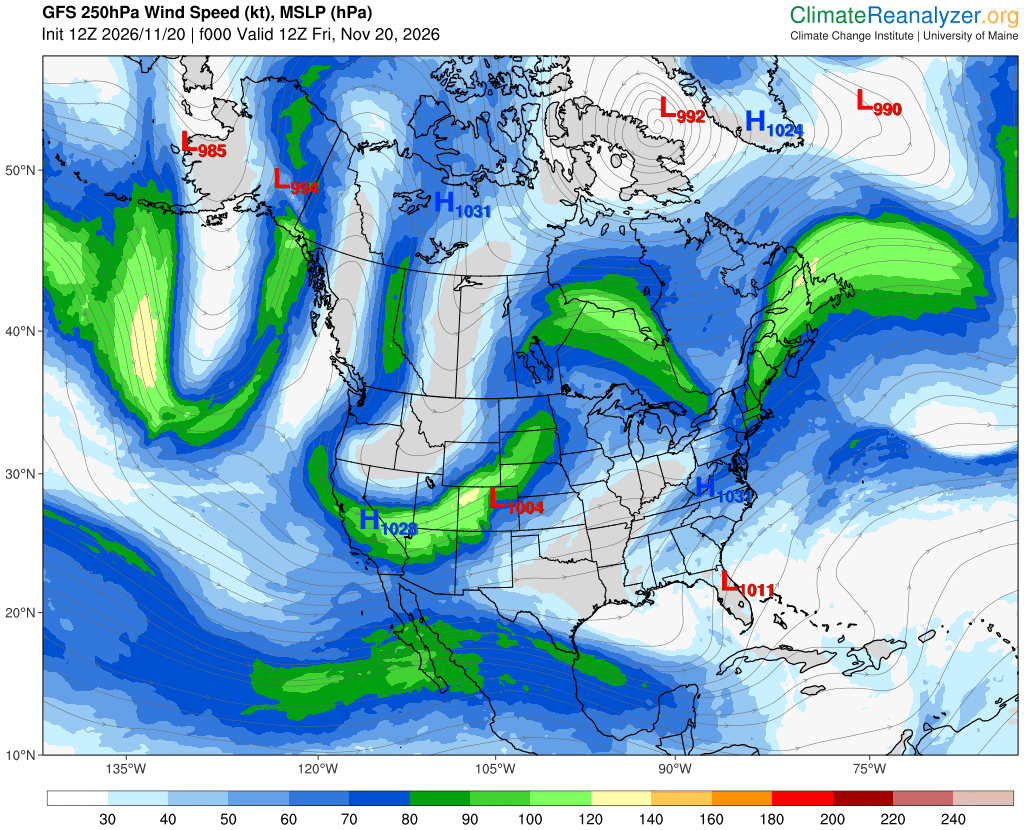 GFS 250hPa Wind Speed (kt), MSLP (hPa)
Init 12Z 2026/11/20 | f000 Valid 12Z Fri, Nov 20, 2026
ClimateReanalyzer.org
Climate Change Institute | University of Maine
L992
L990
H1024
L985
50°N
L994
H1031
40°N
30°N
H1031
L1004
H1028
L1011
20°N
10°N
135°W 120°W 105°W 90°W 75°W
30 40 50 60 70 80 90 100 120 140 160 180 200 220 240